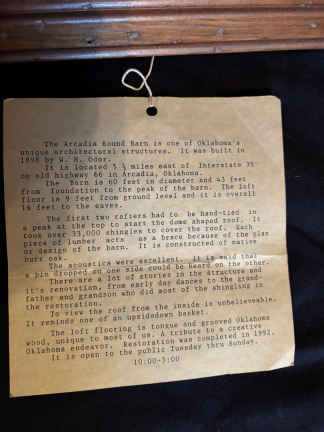 The Arcadia Round Barn is one of Oklahoma's
unique architectural structures. It was built in
1898 by W. H. Odor.
It is located 5 ½ miles east of Interstate 35
on old highway 66 in Arcadia, Oklahoma.
The Barn is 60 feet in diameter and 43 feet
from foundation to the peak of the barn. The loft
floor is 9 feet from ground level and it is overall
16 feet to the eaves.
The first two rafters had to be hand-tied in
a peak at the top to start the dome shaped roof. It
took over 33,000 shingles to cover the roof. Each
piece of lumber acts as a brace because of the plan
or design of the barn. It is constructed of native
burr oak.
The acoustics were excellent. It is said that
a pin dropped on one side could be heard on the other.
There are a lot of stories in the structure and
it's renovation, from early day dances to the grand-
father and grandson who did most of the shingling in
the restoration.
To view the roof from the inside is unbelievable.
It reminds one of an upsidedown basket.
The loft flooring is tongue and grooved Oklahoma
wood, unique to most of us. A tribute to a creative
Oklahoma endeavor. Restoration was completed in 1992.
It is open to the public Tuesday thru Sunday.
10:00-5:00